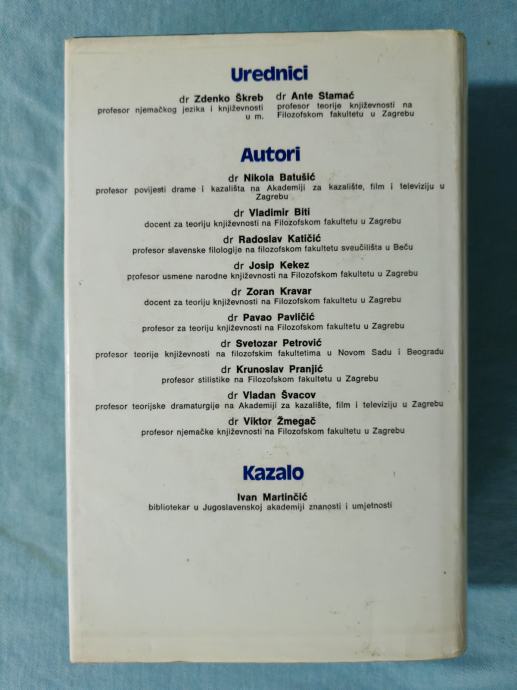 Urednici
dr Zdenko Škreb
profesor njemačkog jezika i književnosti
u m.
dr Ante Stamać
profesor teorije književnosti na
Filozofskom fakultetu u Zagrebu
Autori
dr Nikola Batušić
profesor povijesti drame i kazališta na Akademiji za kazalište, film i televiziju u
Zagrebu
dr Vladimir Biti
docent za teoriju književnosti na Filozofskom fakultetu u Zagrebu
dr Radoslav Katičić
profesor slavenske filologije na filozofskom fakultetu sveučilišta u Beču
dr Josip Kekez
profesor usmene narodne književnosti na Filozofskom fakultetu u Zagrebu
dr Zoran Kravar
docent za teoriju književnosti na Filozofskom fakultetu u Zagrebu
dr Pavao Pavličić
profesor za teoriju književnosti na Filozofskom fakultetu u Zagrebu
dr Svetozar Petrović
profesor teorije književnosti na filozofskim fakultetima u Novom Sadu i Beogradu
dr Krunoslav Pranjić
profesor stilistike na Filozofskom fakultetu u Zagrebu
dr Vladan Švacov
profesor teorijske dramaturgije na Akademiji za kazalište, film i televiziju u Zagrebu
dr Viktor Žmegač
profesor njemačke književnosti na Filozofskom fakultetu u Zagrebu
Kazalo
Ivan Martinčić
bibliotekar u Jugoslavenskoj akademiji znanosti i umjetnosti